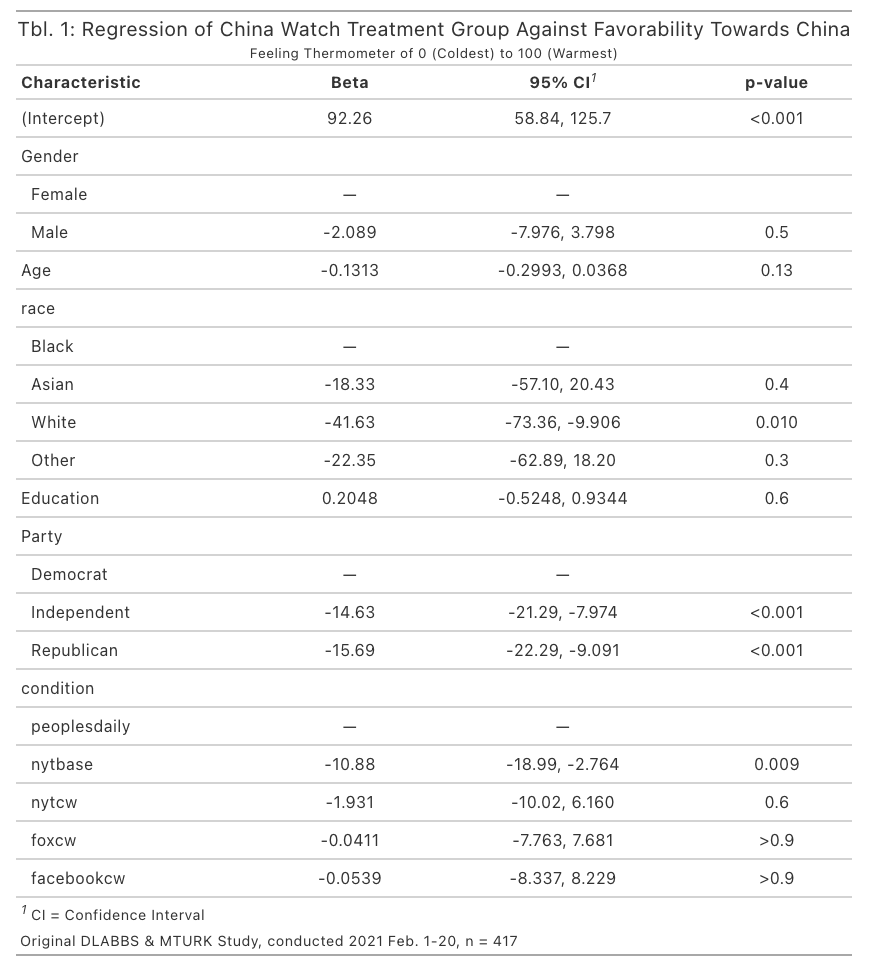 Tbl. 1: Regression of China Watch Treatment Group Against Favorability Towards China
Feeling Thermometer of 0 (Coldest) to 100 (Warmest)
Characteristic Beta 95% CI1 p-value
(Intercept) 92.26 58.84, 125.7 <0.001
Gender
Female — —
Male -2.089 -7.976, 3.798 0.5
Age -0.1313 -0.2993, 0.0368 0.13
race
Black — —
Asian -18.33 -57.10, 20.43 0.4
White -41.63 -73.36, -9.906 0.010
Other -22.35 -62.89, 18.20 0.3
Education 0.2048 -0.5248, 0.9344 0.6
Party
Democrat — —
Independent -14.63 -21.29, -7.974 <0.001
Republican -15.69 -22.29, -9.091 <0.001
condition
peoplesdaily — —
nytbase -10.88 -18.99, -2.764 0.009
nytcw -1.931 -10.02, 6.160 0.6
foxcw -0.0411 -7.763, 7.681 >0.9
facebookcw -0.0539 -8.337, 8.229 >0.9
1 CI = Confidence Interval
Original DLABBS & MTURK Study, conducted 2021 Feb. 1-20, n = 417